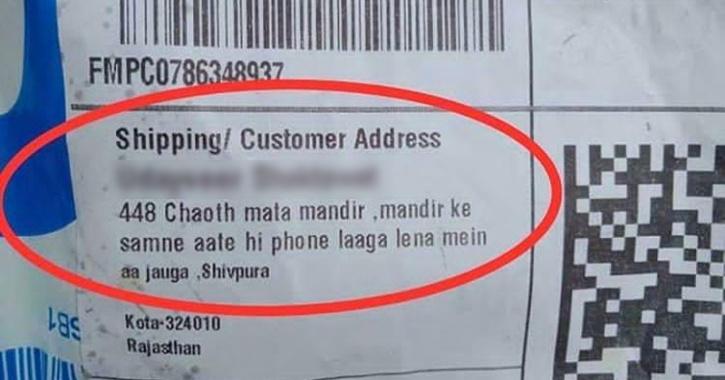 FMPC0786348937
Shipping/ Customer Address
448 Chaoth mata mandir ,mandir ke
samne aate hi phone laaga lena mein
aa jauga ,Shivpura
Kota-324010
Rajasthan
SB1